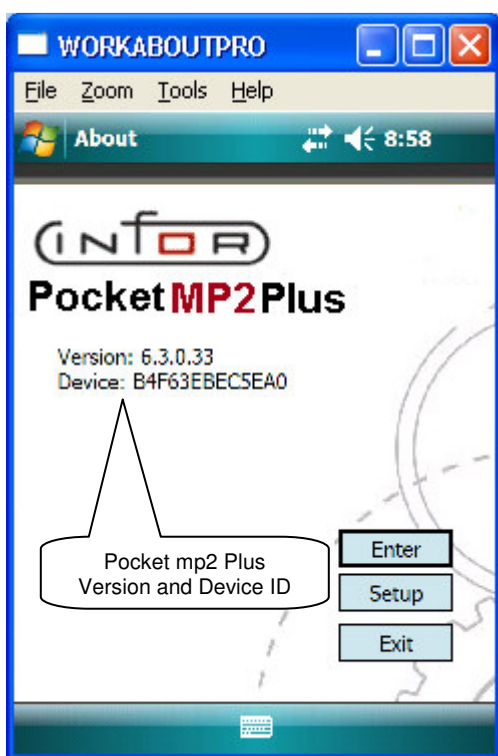 WORKABOUTPRO
File Zoom Tools Help
About 8:58
INFOR
PocketMP2Plus
Version: 6.3.0.33
Device: B4F63EBEC5EA0
Pocket mp2 Plus
Version and Device ID
Enter
Setup
Exit